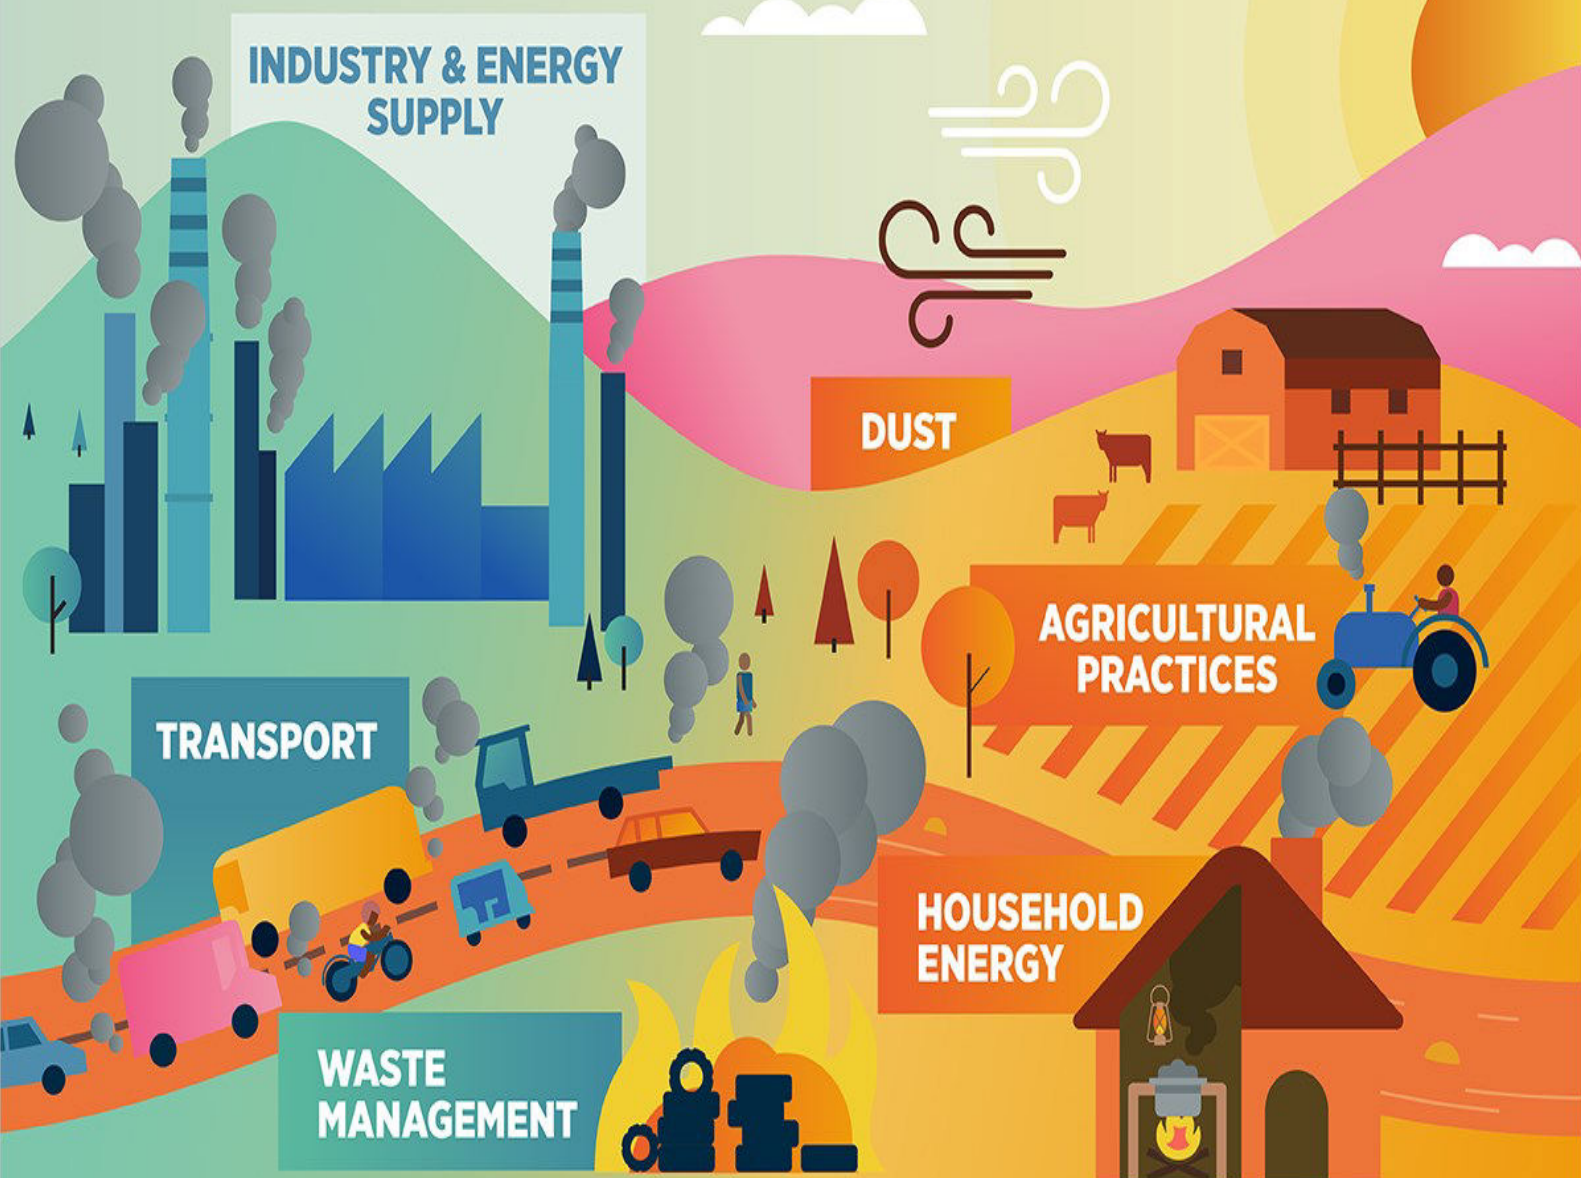 INDUSTRY & ENERGY
SUPPLY
DUST
AGRICULTURAL
PRACTICES
TRANSPORT
HOUSEHOLD
ENERGY
WASTE
MANAGEMENT